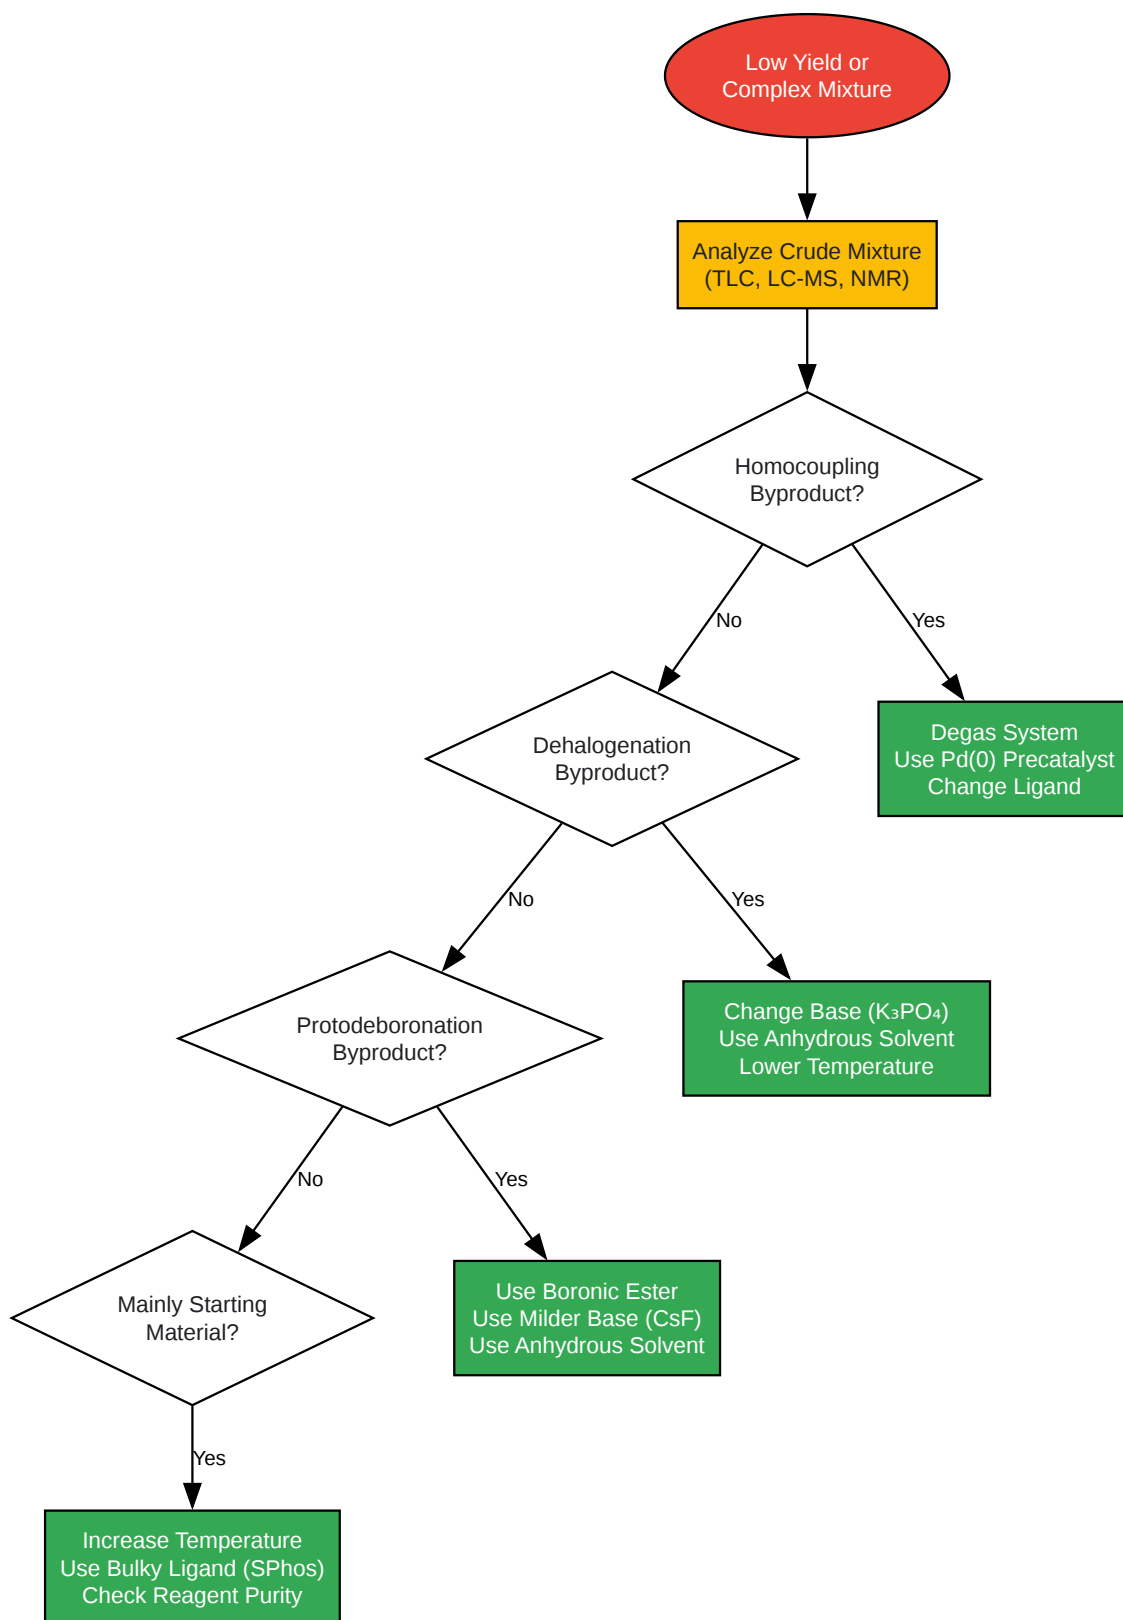 Low Yield or
Complex Mixture
Analyze Crude Mixture
(TLC, LC-MS, NMR)
Homocoupling
Byproduct?
No
Yes
Dehalogenation
Byproduct?
Degas System
Use Pd(0) Precatalyst
Change Ligand
No
Yes
Protodeboronation
Byproduct?
Change Base (K₃PO₄)
Use Anhydrous Solvent
Lower Temperature
No
Yes
Mainly Starting
Material?
Use Boronic Ester
Use Milder Base (CsF)
Use Anhydrous Solvent
Yes
Increase Temperature
Use Bulky Ligand (SPhos)
Check Reagent Purity